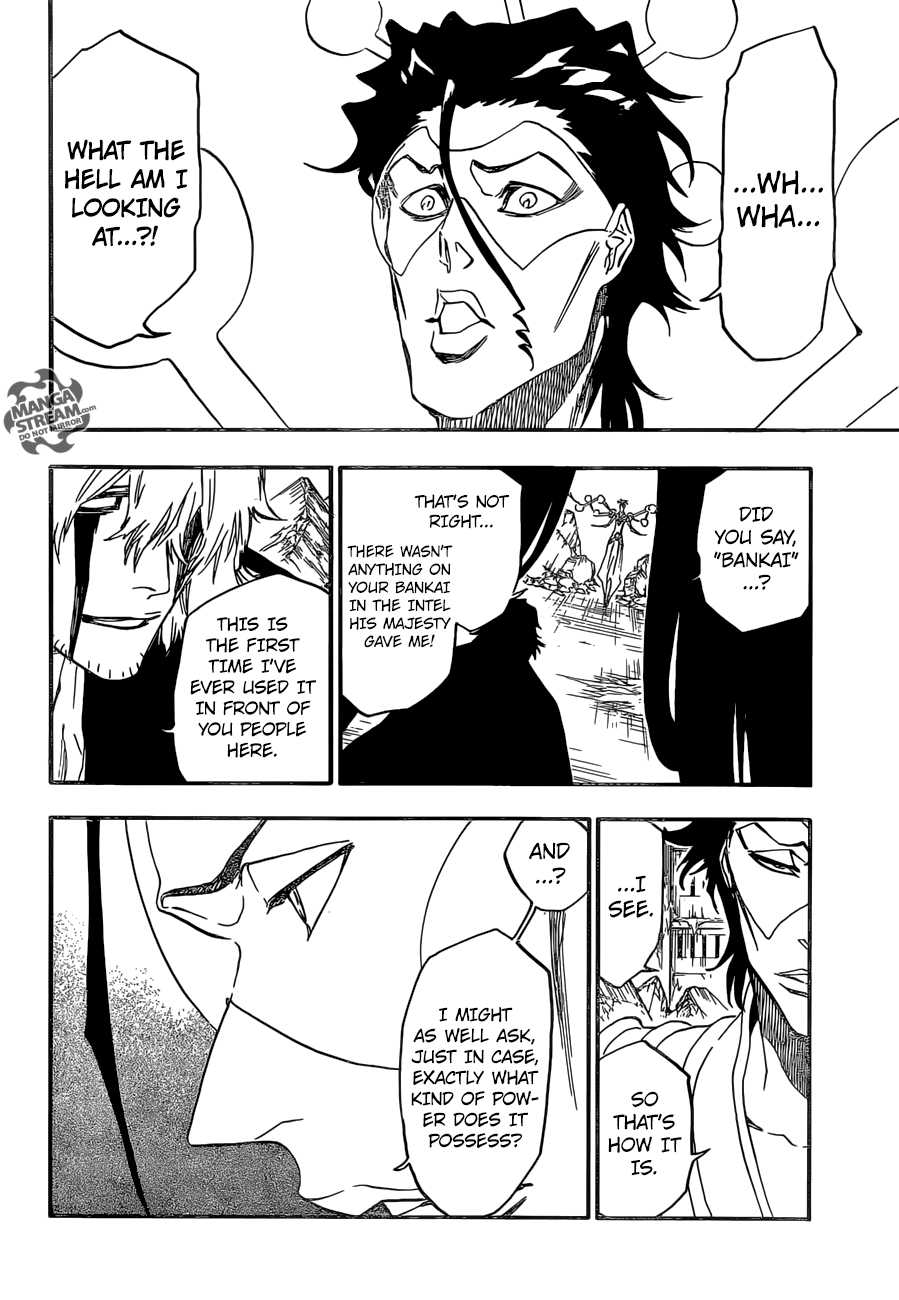 ...WH...
WHA...
WHAT THE
HELL AM I
LOOKING
AT...?!
MANGA
STREAM.com
DO NOT MIRROR
DID
YOU SAY,
"BANKAI"
...?
THAT'S NOT
RIGHT...
THERE WASN'T
ANYTHING ON
YOUR BANKAI
IN THE INTEL
HIS MAJESTY
GAVE ME!
THIS IS
THE FIRST
TIME I'VE
EVER USED IT
IN FRONT OF
YOU PEOPLE
HERE.
...I
SEE.
SO
THAT'S
HOW IT
IS.
AND
...?
I MIGHT
AS WELL ASK,
JUST IN CASE,
EXACTLY WHAT
KIND OF POW-
ER DOES IT
POSSESS?